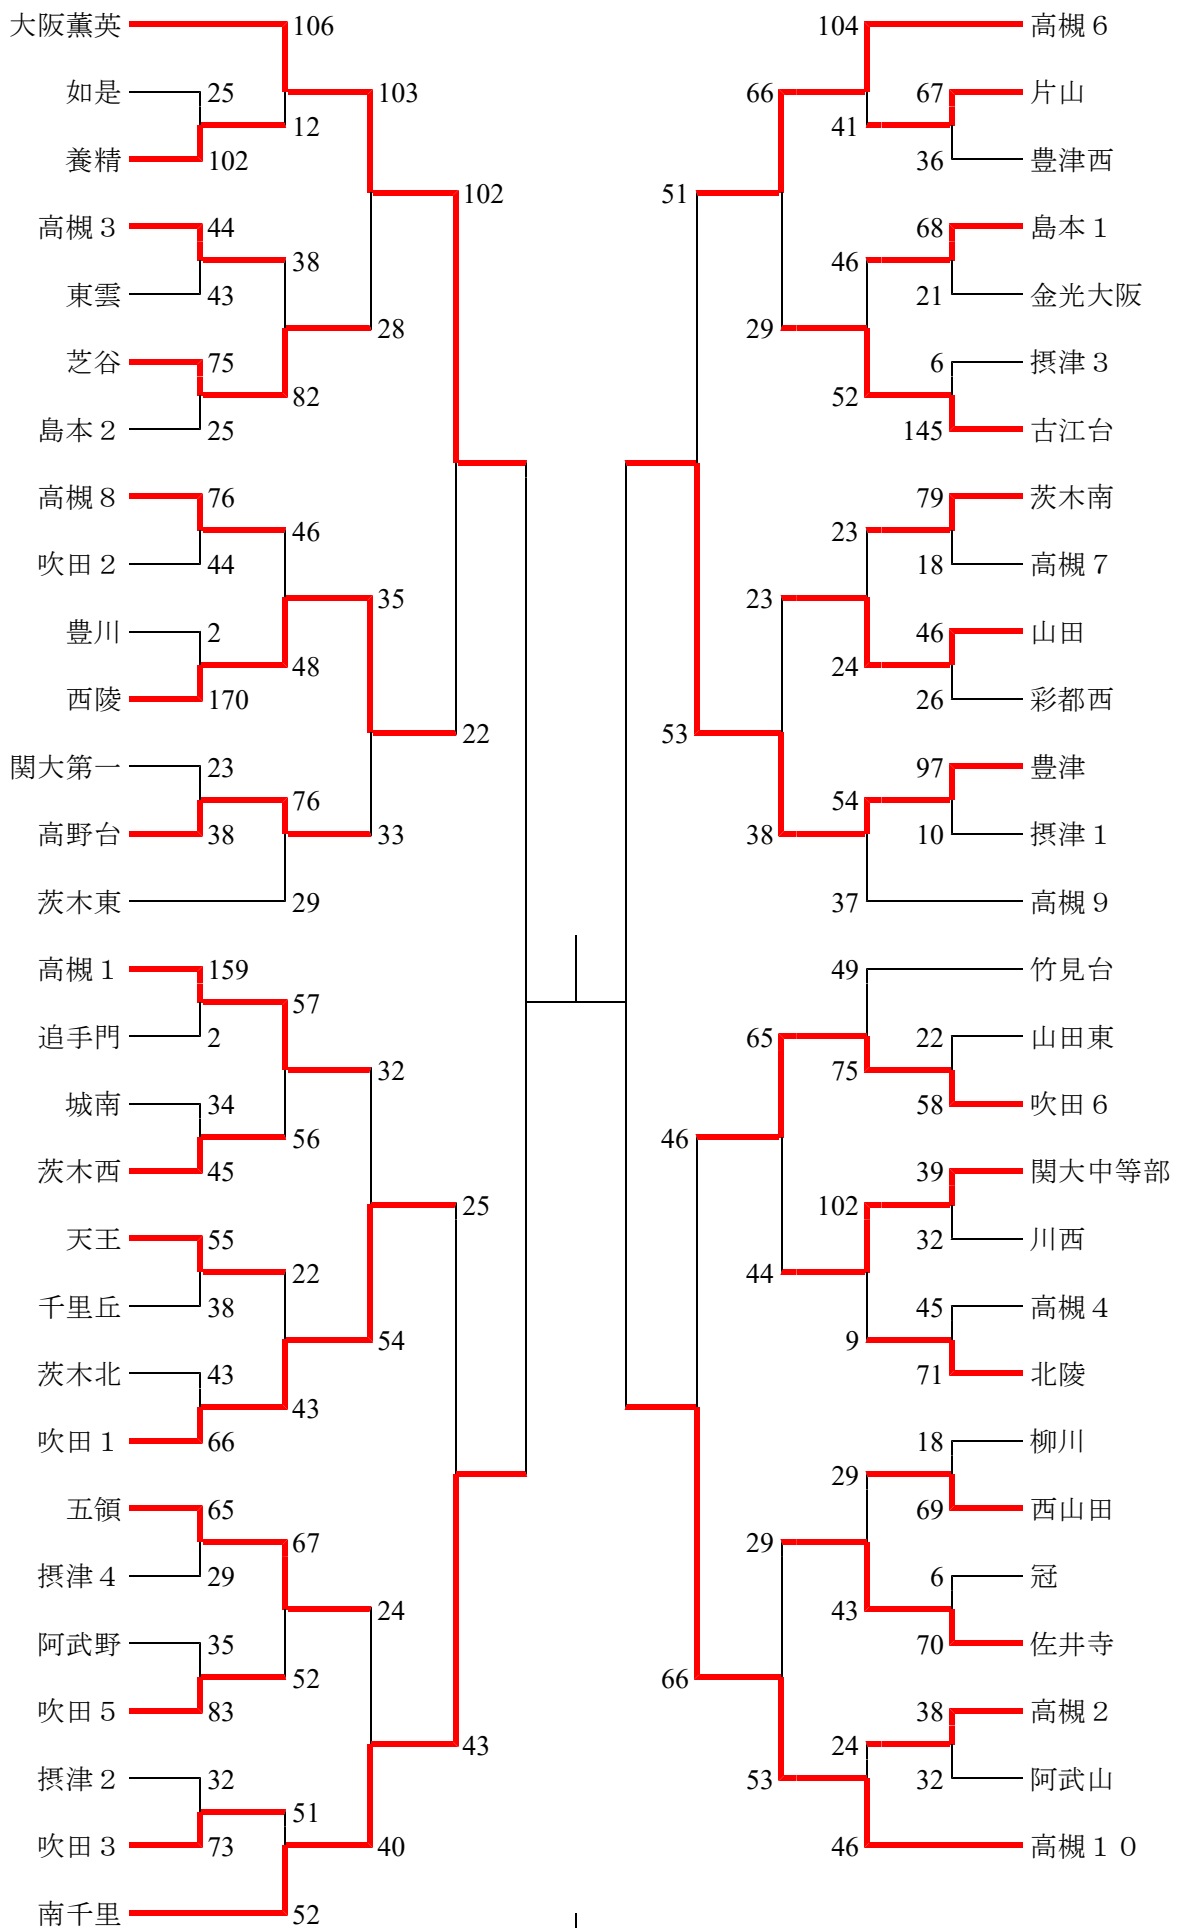 大阪薫英 106 104 高槻６
如是 25 103 66 67 片山
12 41
養精 102 36 豊津西
102 51
高槻３ 44 68 島本１
38 46
東雲 43 21 金光大阪
28 29
芝谷 75 6 摂津３
82 52
島本２ 25 145 古江台
高槻８ 76 79 茨木南
46 23
吹田２ 44 18 高槻７
35 23
豊川 2 46 山田
48 24
西陵 170 26 彩都西
22 53
関大第一 23 97 豊津
76 54
高野台 38 33 38 10 摂津１
茨木東 29 37 高槻９
高槻１ 159 49 竹見台
57
追手門 2 65 22 山田東
32 75
城南 34 58 吹田６
56 46
茨木西 45 39 関大中等部
25 102
天王 55 32 川西
22 44
千里丘 38 45 高槻４
54 9
茨木北 43 71 北陵
43
吹田１ 66 18 柳川
29
五領 65 69 西山田
67 29
摂津４ 29 6 冠
24 43
阿武野 35 70 佐井寺
52 66
吹田５ 83 38 高槻２
43 24
摂津２ 32 53 32 阿武山
51
吹田３ 73 40 46 高槻１０
南千里 52